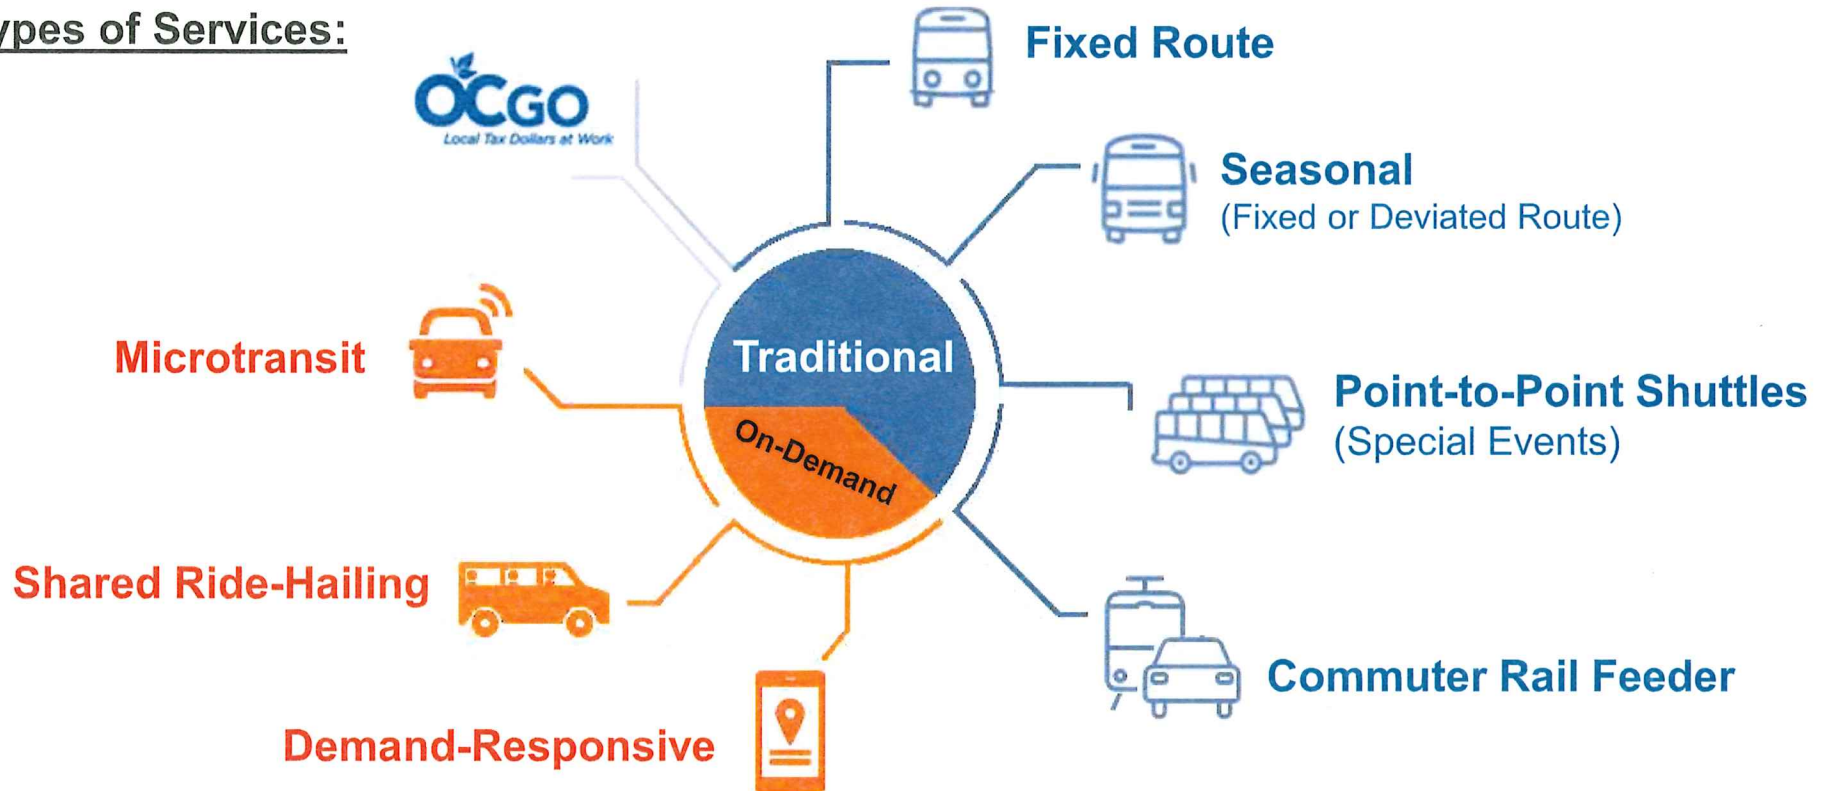 ypes of Services:
OCGO
Local Tax Dollars at Work
Fixed Route
Seasonal
(Fixed or Deviated Route)
Traditional
Microtransit
Point-to-Point Shuttles
(Special Events)
On-Demand
Shared Ride-Hailing
Commuter Rail Feeder
Demand-Responsive